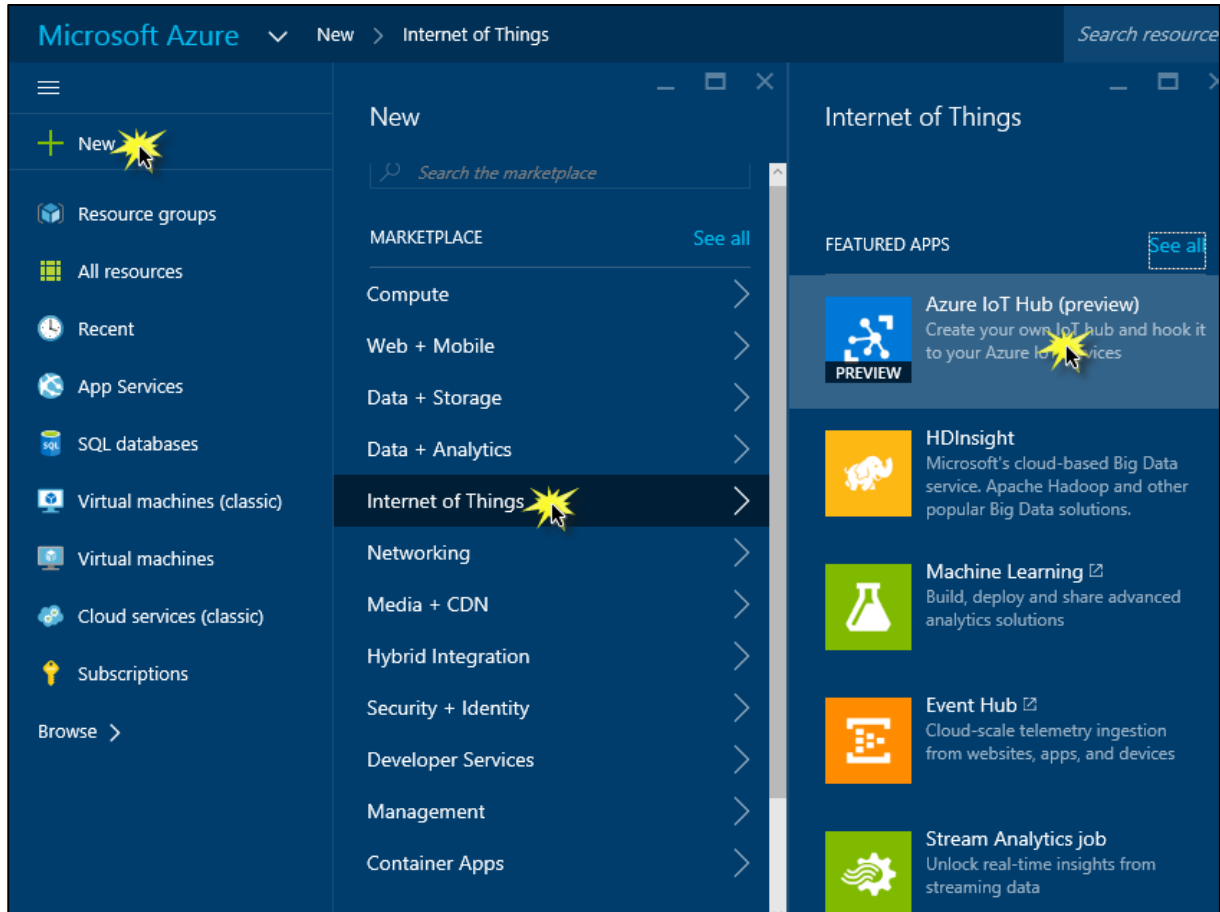 Microsoft Azure New > Internet of Things Search resource
New
Resource groups
All resources
Recent
App Services
SQL databases
Virtual machines (classic)
Virtual machines
Cloud services (classic)
Subscriptions
Browse >
New
Search the marketplace
MARKETPLACE See all
Compute
Web + Mobile
Data + Storage
Data + Analytics
Internet of Things
Networking
Media + CDN
Hybrid Integration
Security + Identity
Developer Services
Management
Container Apps
Internet of Things
FEATURED APPS See all
Azure IoT Hub (preview)
Create your own IoT hub and hook it
to your Azure
PREVIEW
HDInsight
Microsoft's cloud-based Big Data
service. Apache Hadoop and other
popular Big Data solutions.
Machine Learning
Build, deploy and share advanced
analytics solutions
Event Hub
Cloud-scale telemetry ingestion
from websites, apps, and devices
Stream Analytics job
Unlock real-time insights from
streaming data
SQL